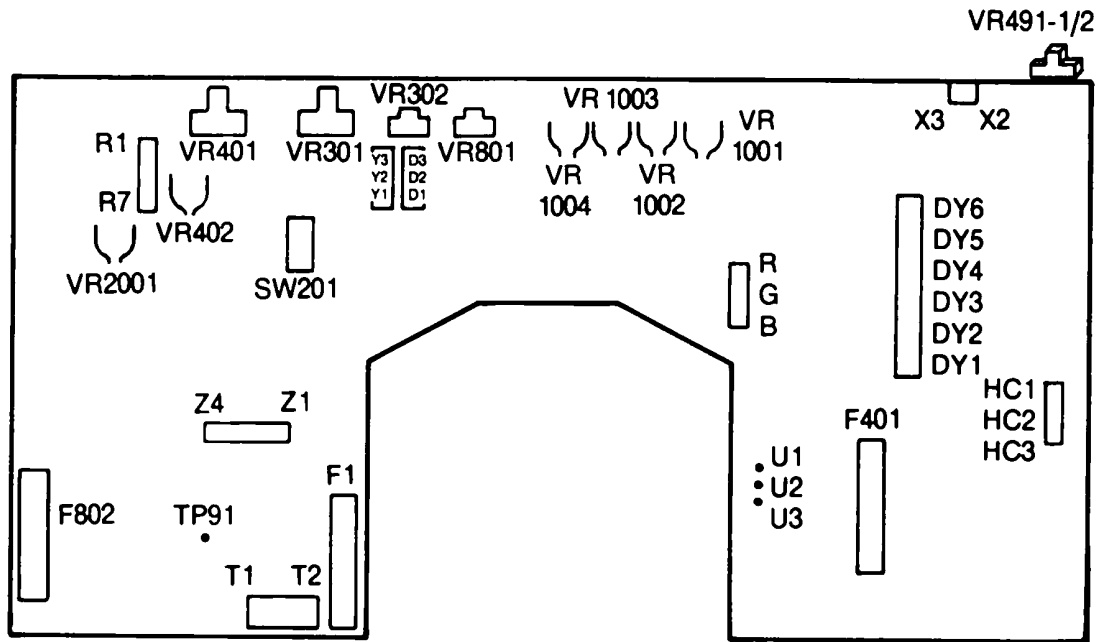 VR491-1/2
VR302
VR 1003
VR
1001
X3 X2
R1
VR401
VR301
VR801
Y3
Y2
Y1
D3
D2
D1
VR
1004
VR
1002
R7
VR402
VR2001
SW201
DY6
DY5
DY4
DY3
DY2
DY1
R
G
B
HC1
HC2
HC3
Z4 Z1
F401
F1
U1
U2
U3
F802
TP91
T1 T2